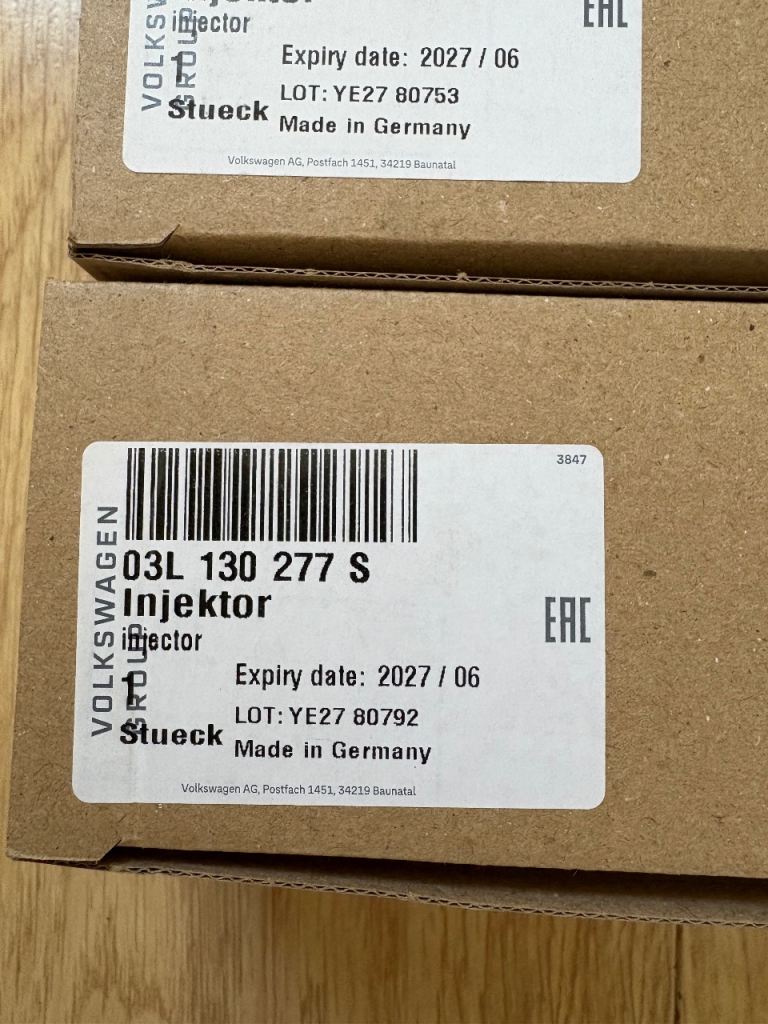 injector
EAC
1
Stueck
Expiry date: 2027 / 06
LOT: YE27 80753
Made in Germany
VOLKSW
GROUP
Volkswagen AG, Postfach 1451, 34219 Baunatal
3847
03L 130 277 S
Injektor
injector
EAC
1
Stueck
Expiry date: 2027 / 06
LOT: YE27 80792
Made in Germany
VOLKSWAGEN
GROUP
Volkswagen AG, Postfach 1451, 34219 Baunatal